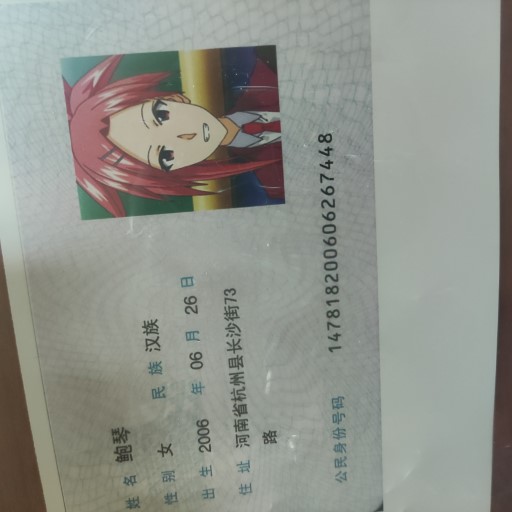 姓名 鲍琴
性别 女 民族 汉族
出生 2006 年 06 月 26 日
住址 河南省杭州县长沙街73
路
公民身份号码 147818200606267448